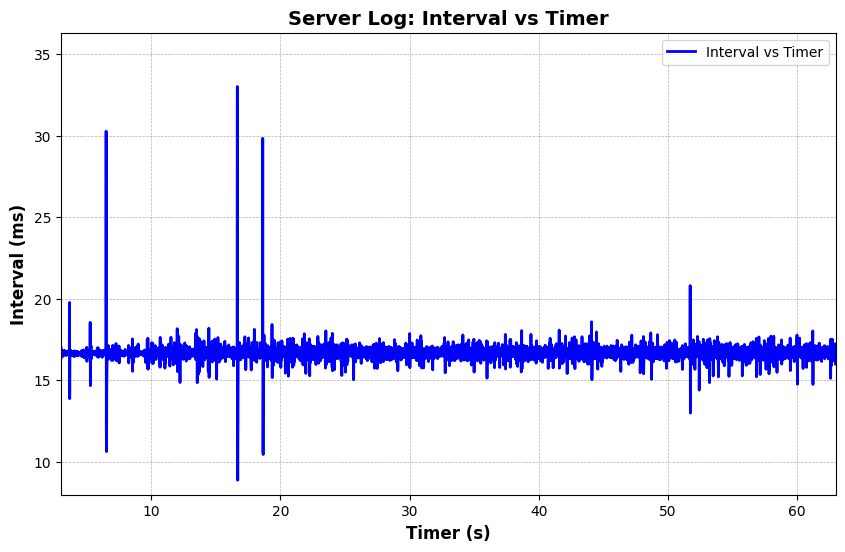 Server Log: Interval vs Timer
Interval vs Timer
35
30
25
20
15
10
Interval (ms)
10 20 30 40 50 60
Timer (s)